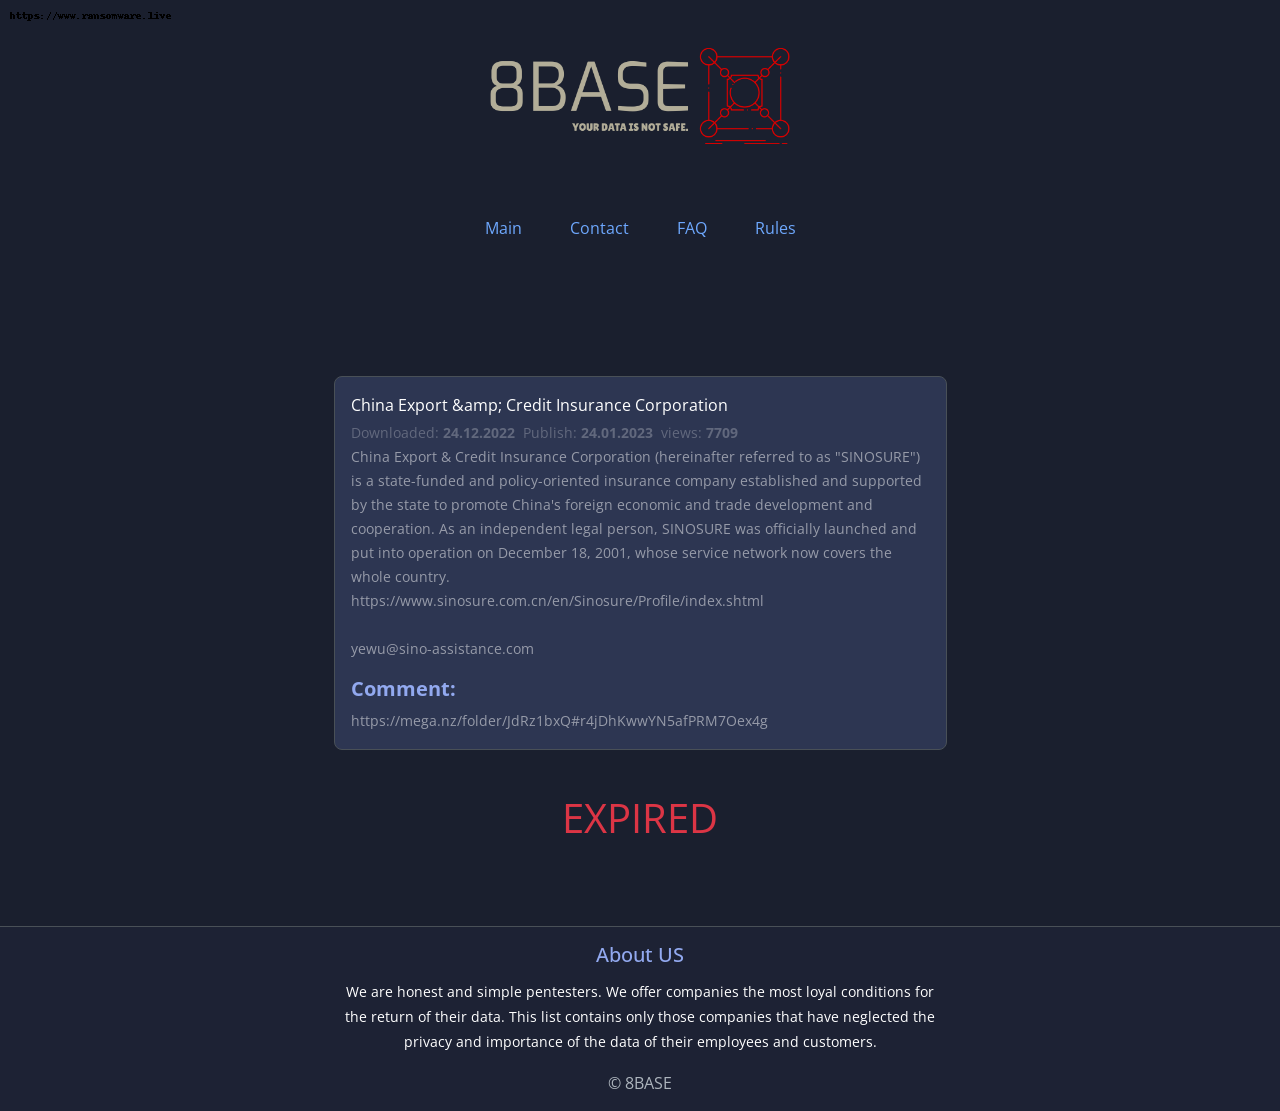 https://www.ransomware.live
8BASE
YOUR DATA IS NOT SAFE.
Main Contact FAQ Rules
China Export &amp; Credit Insurance Corporation
Downloaded: 24.12.2022 Publish: 24.01.2023 views: 7709
China Export & Credit Insurance Corporation (hereinafter referred to as "SINOSURE")
is a state-funded and policy-oriented insurance company established and supported
by the state to promote China's foreign economic and trade development and
cooperation. As an independent legal person, SINOSURE was officially launched and
put into operation on December 18, 2001, whose service network now covers the
whole country.
https://www.sinosure.com.cn/en/Sinosure/Profile/index.shtml
yewu@sino-assistance.com
Comment:
https://mega.nz/folder/JdRz1bxQ#r4jDhKwwYN5afPRM7Oex4g
EXPIRED
About US
We are honest and simple pentesters. We offer companies the most loyal conditions for
the return of their data. This list contains only those companies that have neglected the
privacy and importance of the data of their employees and customers.
© 8BASE